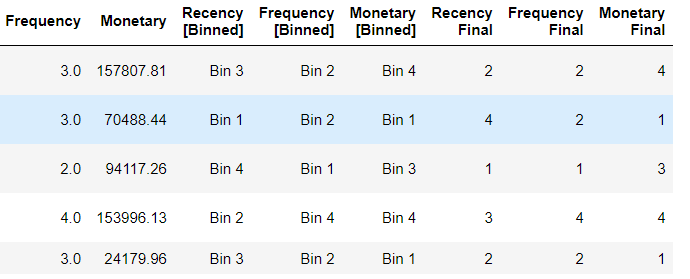 Frequency Monetary Recency [Binned] Frequency [Binned] Monetary [Binned] Recency Final Frequency Final Monetary Final
3.0 157807.81 Bin 3 Bin 2 Bin 4 2 2 4
3.0 70488.44 Bin 1 Bin 2 Bin 1 4 2 1
2.0 94117.26 Bin 4 Bin 1 Bin 3 1 1 3
4.0 153996.13 Bin 2 Bin 4 Bin 4 3 4 4
3.0 24179.96 Bin 3 Bin 2 Bin 1 2 2 1